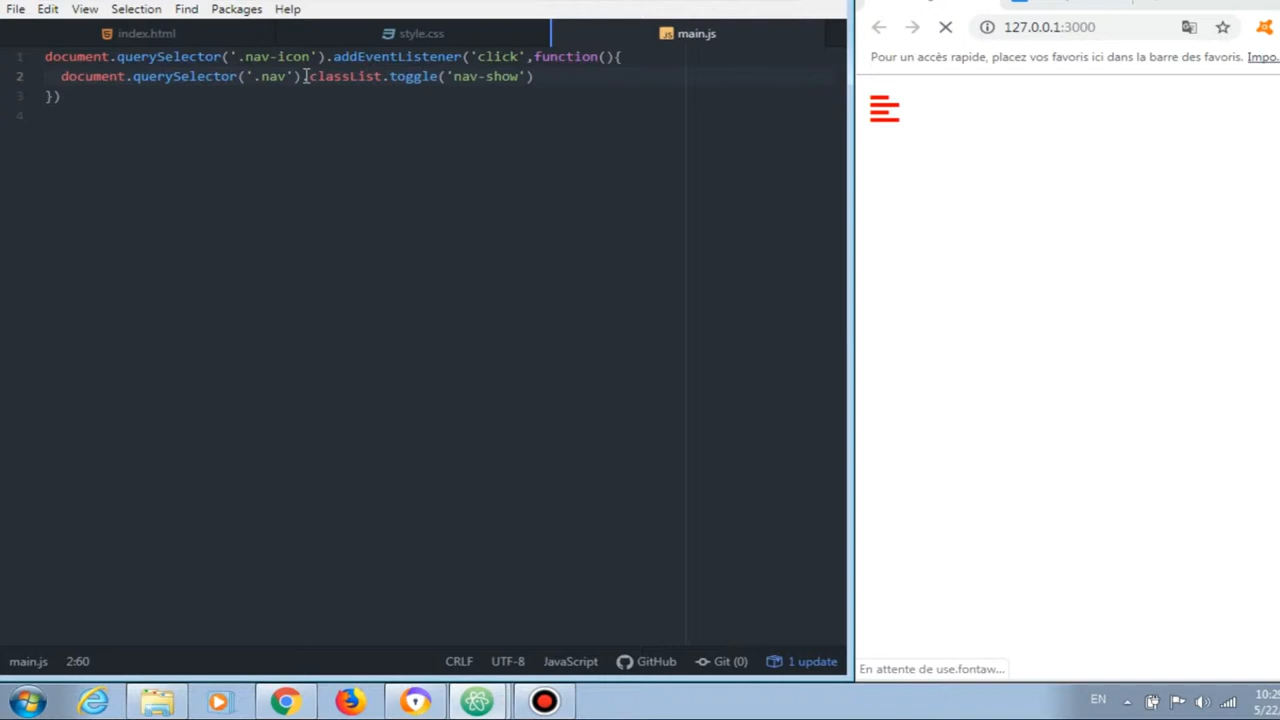 File Edit View Selection Find Packages Help
index.html style.css main.js
1 document.querySelector('.nav-icon').addEventListener('click',function(){
2 document.querySelector('.nav').classList.toggle('nav-show')
3 })
4
main.js 2:60 CRLF UTF-8 JavaScript GitHub Git (0) 1 update
127.0.0.1:3000
Pour un accès rapide, placez vos favoris ici dans la barre des favoris. Impo...
En attente de use.fontaw...
EN
5/22/